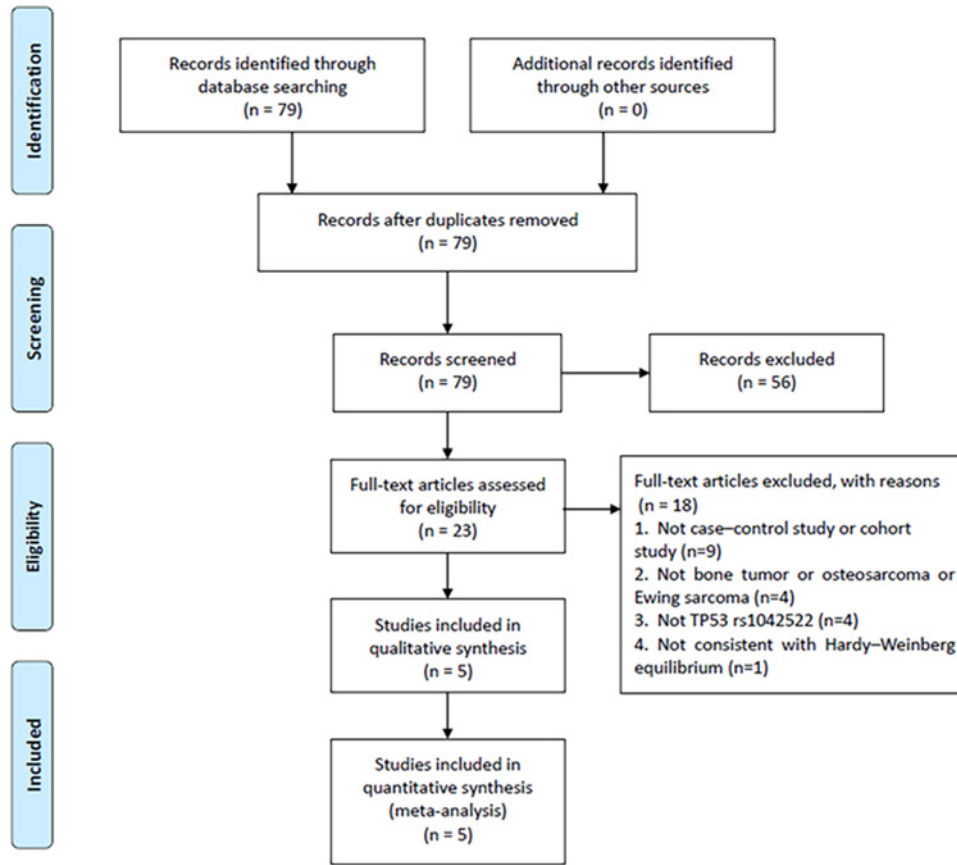 Identification
Records identified through
database searching
(n = 79)
Additional records identified
through other sources
(n = 0)
Records after duplicates removed
(n = 79)
Screening
Records screened
(n = 79)
Records excluded
(n = 56)
Eligibility
Full-text articles assessed
for eligibility
(n = 23)
Full-text articles excluded, with reasons
(n = 18)
1. Not case–control study or cohort
study (n=9)
2. Not bone tumor or osteosarcoma or
Ewing sarcoma (n=4)
3. Not TP53 rs1042522 (n=4)
4. Not consistent with Hardy–Weinberg
equilibrium (n=1)
Studies included in
qualitative synthesis
(n = 5)
Included
Studies included in
quantitative synthesis
(meta-analysis)
(n = 5)